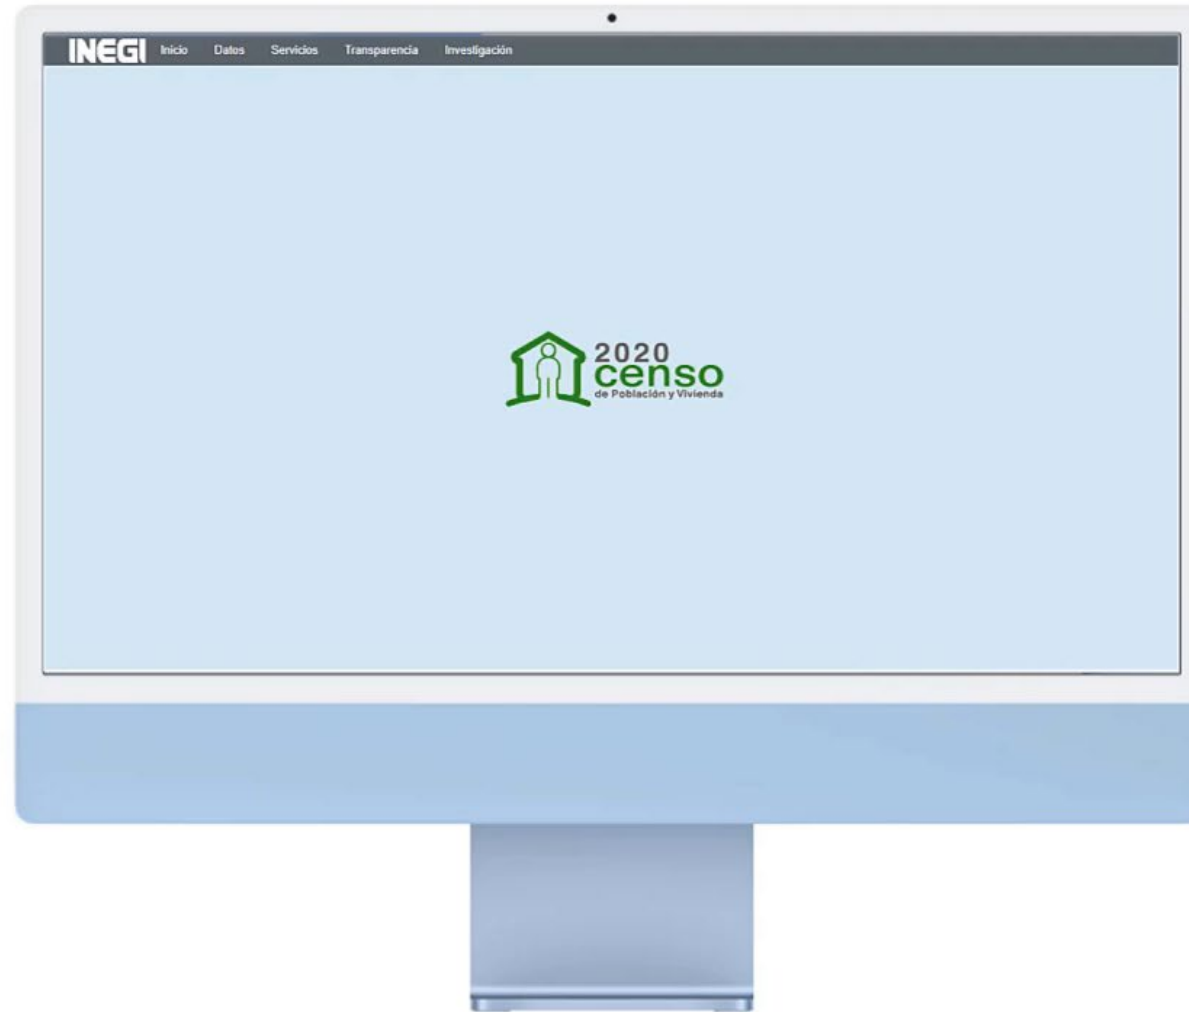 INEGI Inicio Datos Servicios Transparencia Investigación
2020
censo
de Población y Vivienda